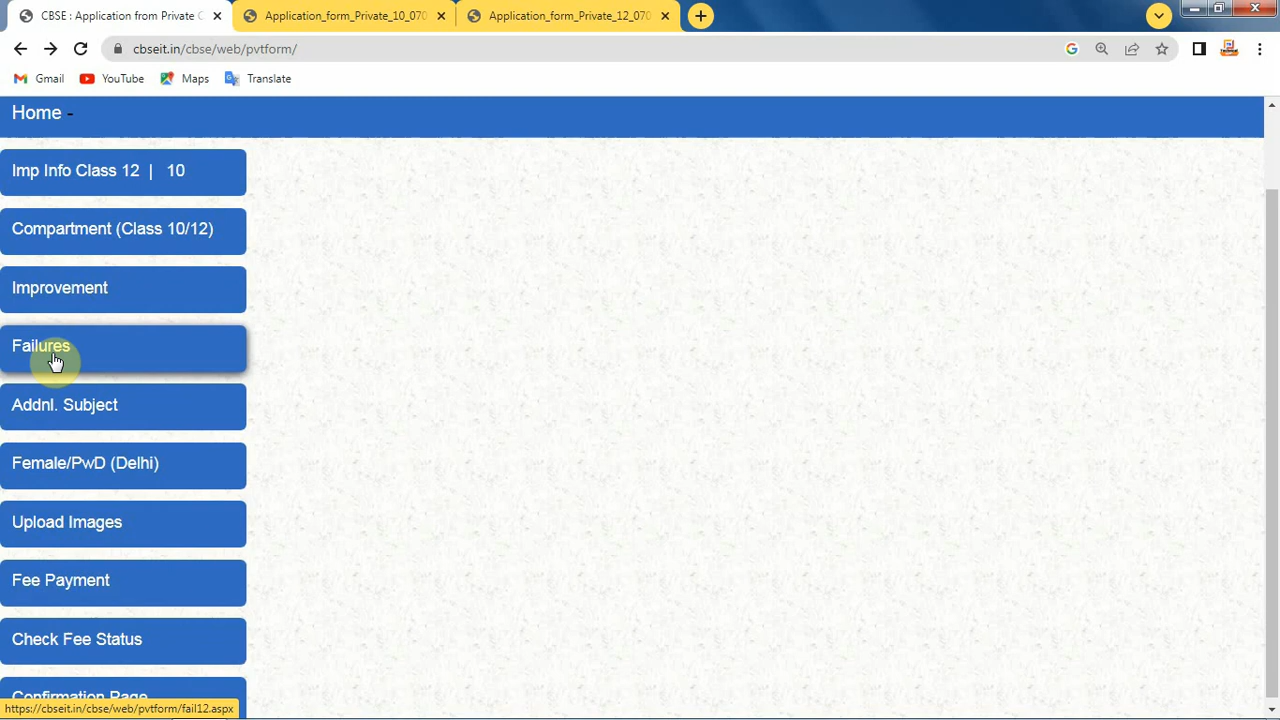 CBSE : Application from Private C
Application_form_Private_10_070
Application_form_Private_12_070
cbseit.in/cbse/web/pvtform/
Gmail
YouTube
Maps
Translate
Home -
Imp Info Class 12 | 10
Compartment (Class 10/12)
Improvement
Failures
Addnl. Subject
Female/PwD (Delhi)
Upload Images
Fee Payment
Check Fee Status
Confirmation Page
https://cbseit.in/cbse/web/pvtform/fail12.aspx